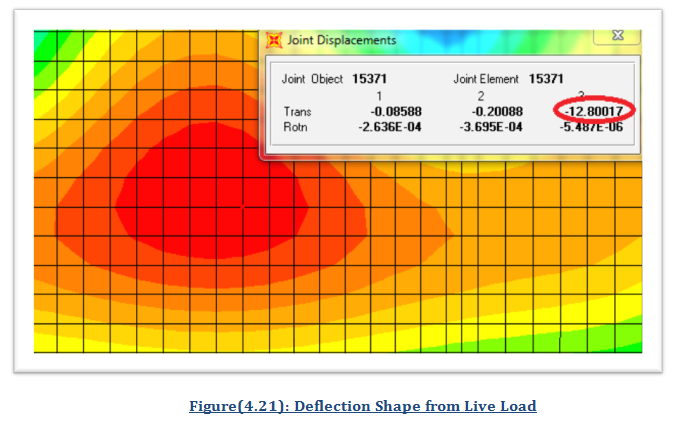 Joint Displacements
Joint Object 15371 Joint Element 15371
1 2 3
Trans -0.08588 -0.20088 -12.80017
Rotn -2.636E-04 -3.695E-04 -5.487E-06
Figure(4.21): Deflection Shape from Live Load